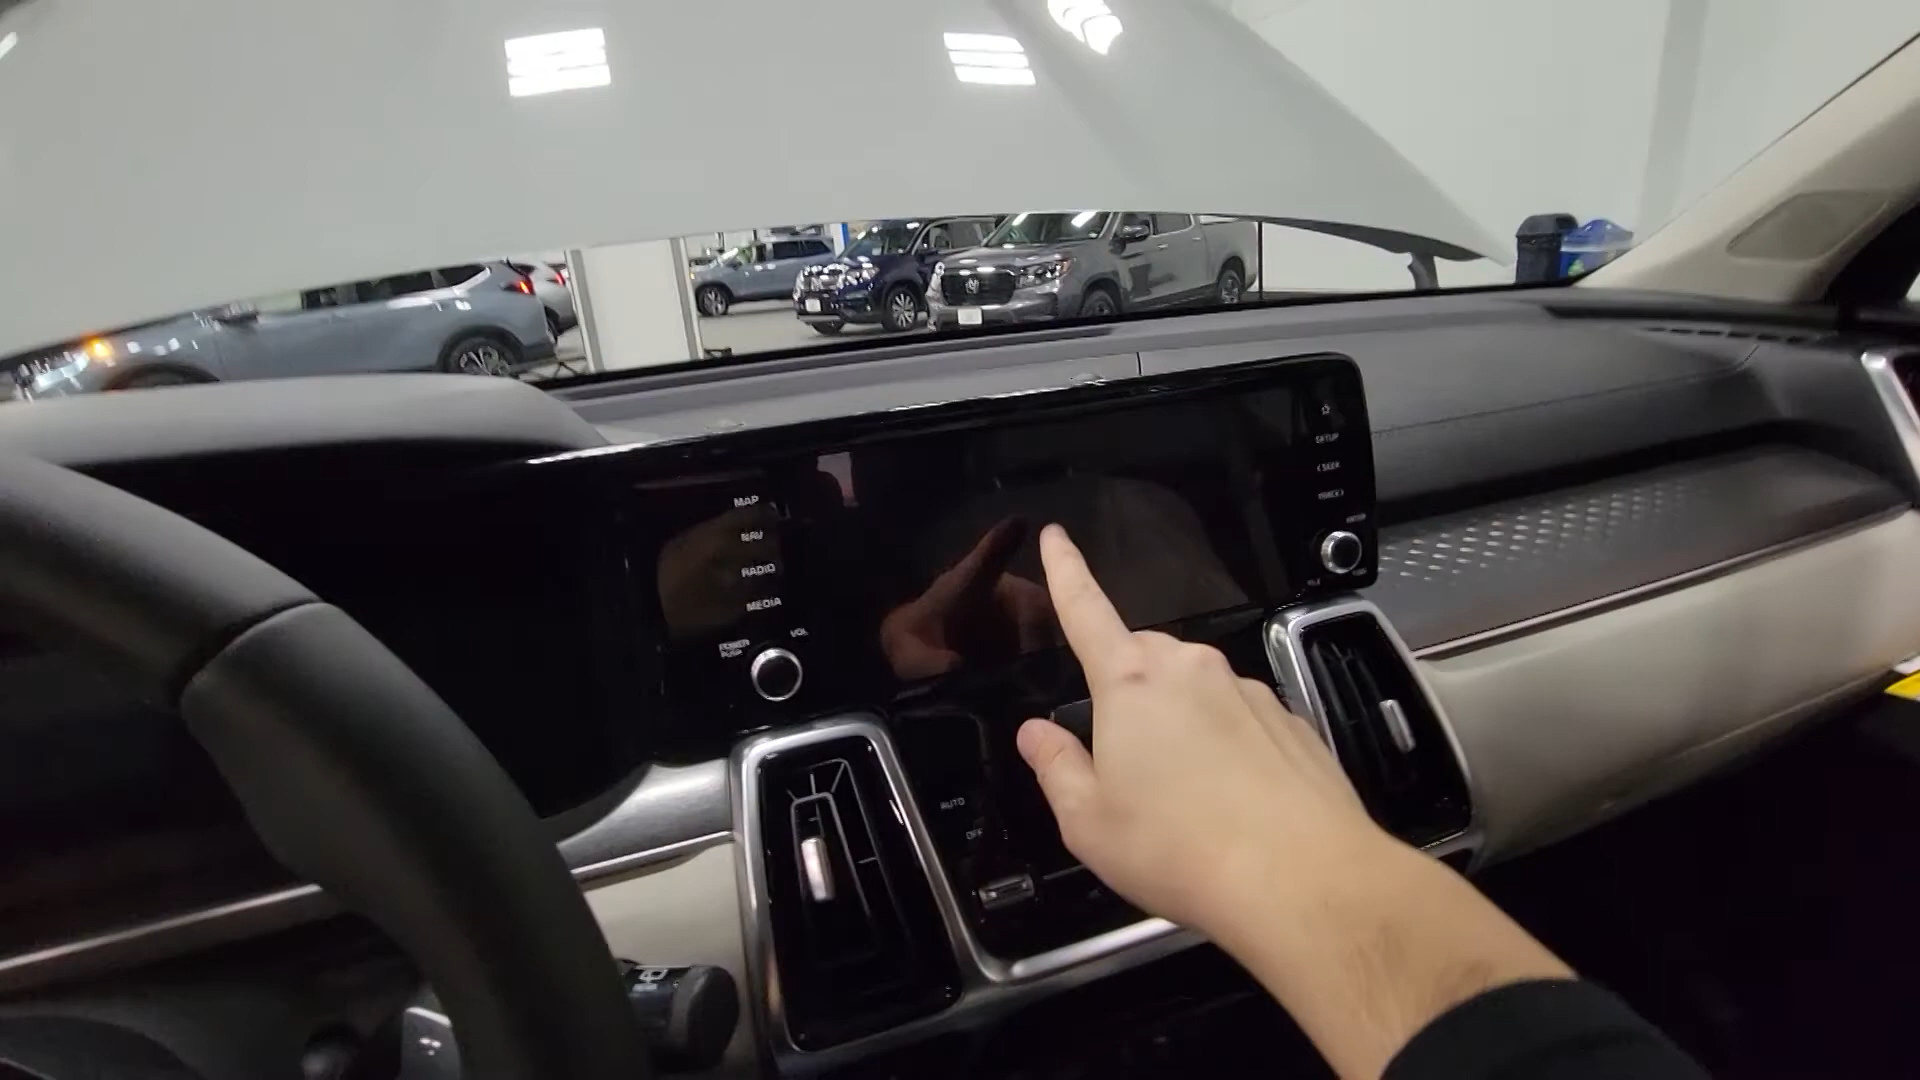 MAP
NAV
RADIO
MEDIA
POWER
PUSH
VOL
SETUP
< SEEK
TRACK >
AUTO
OFF